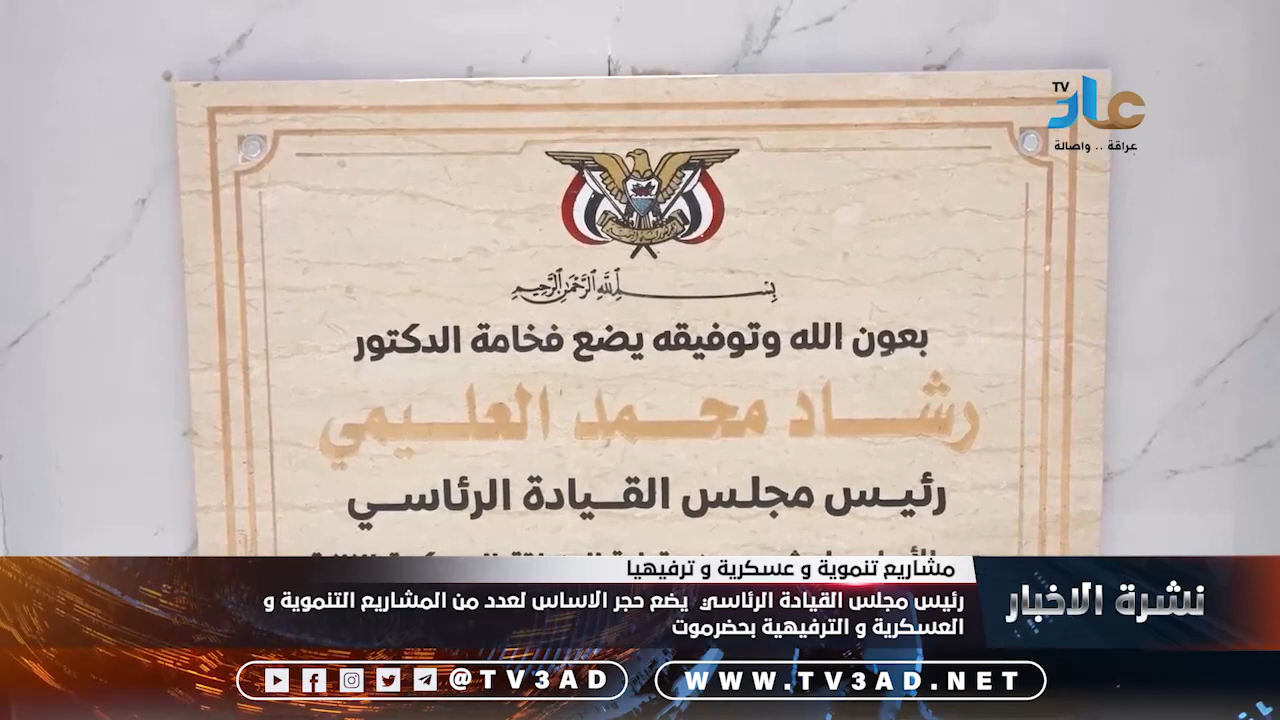 TV
عاد
عراقة .. واصالة
بسم الله الرحمن الرحيم
بعون الله وتوفيقه يضع فخامة الدكتور
رشاد محمد العليمي
رئيس مجلس القيادة الرئاسي
مشاريع تنموية و عسكرية و ترفيهيا
نشرة الاخبار
رئيس مجلس القيادة الرئاسي يضع حجر الاساس لعدد من المشاريع التنموية و
العسكرية و الترفيهية بحضرموت
@TV3AD
WWW.TV3AD.NET